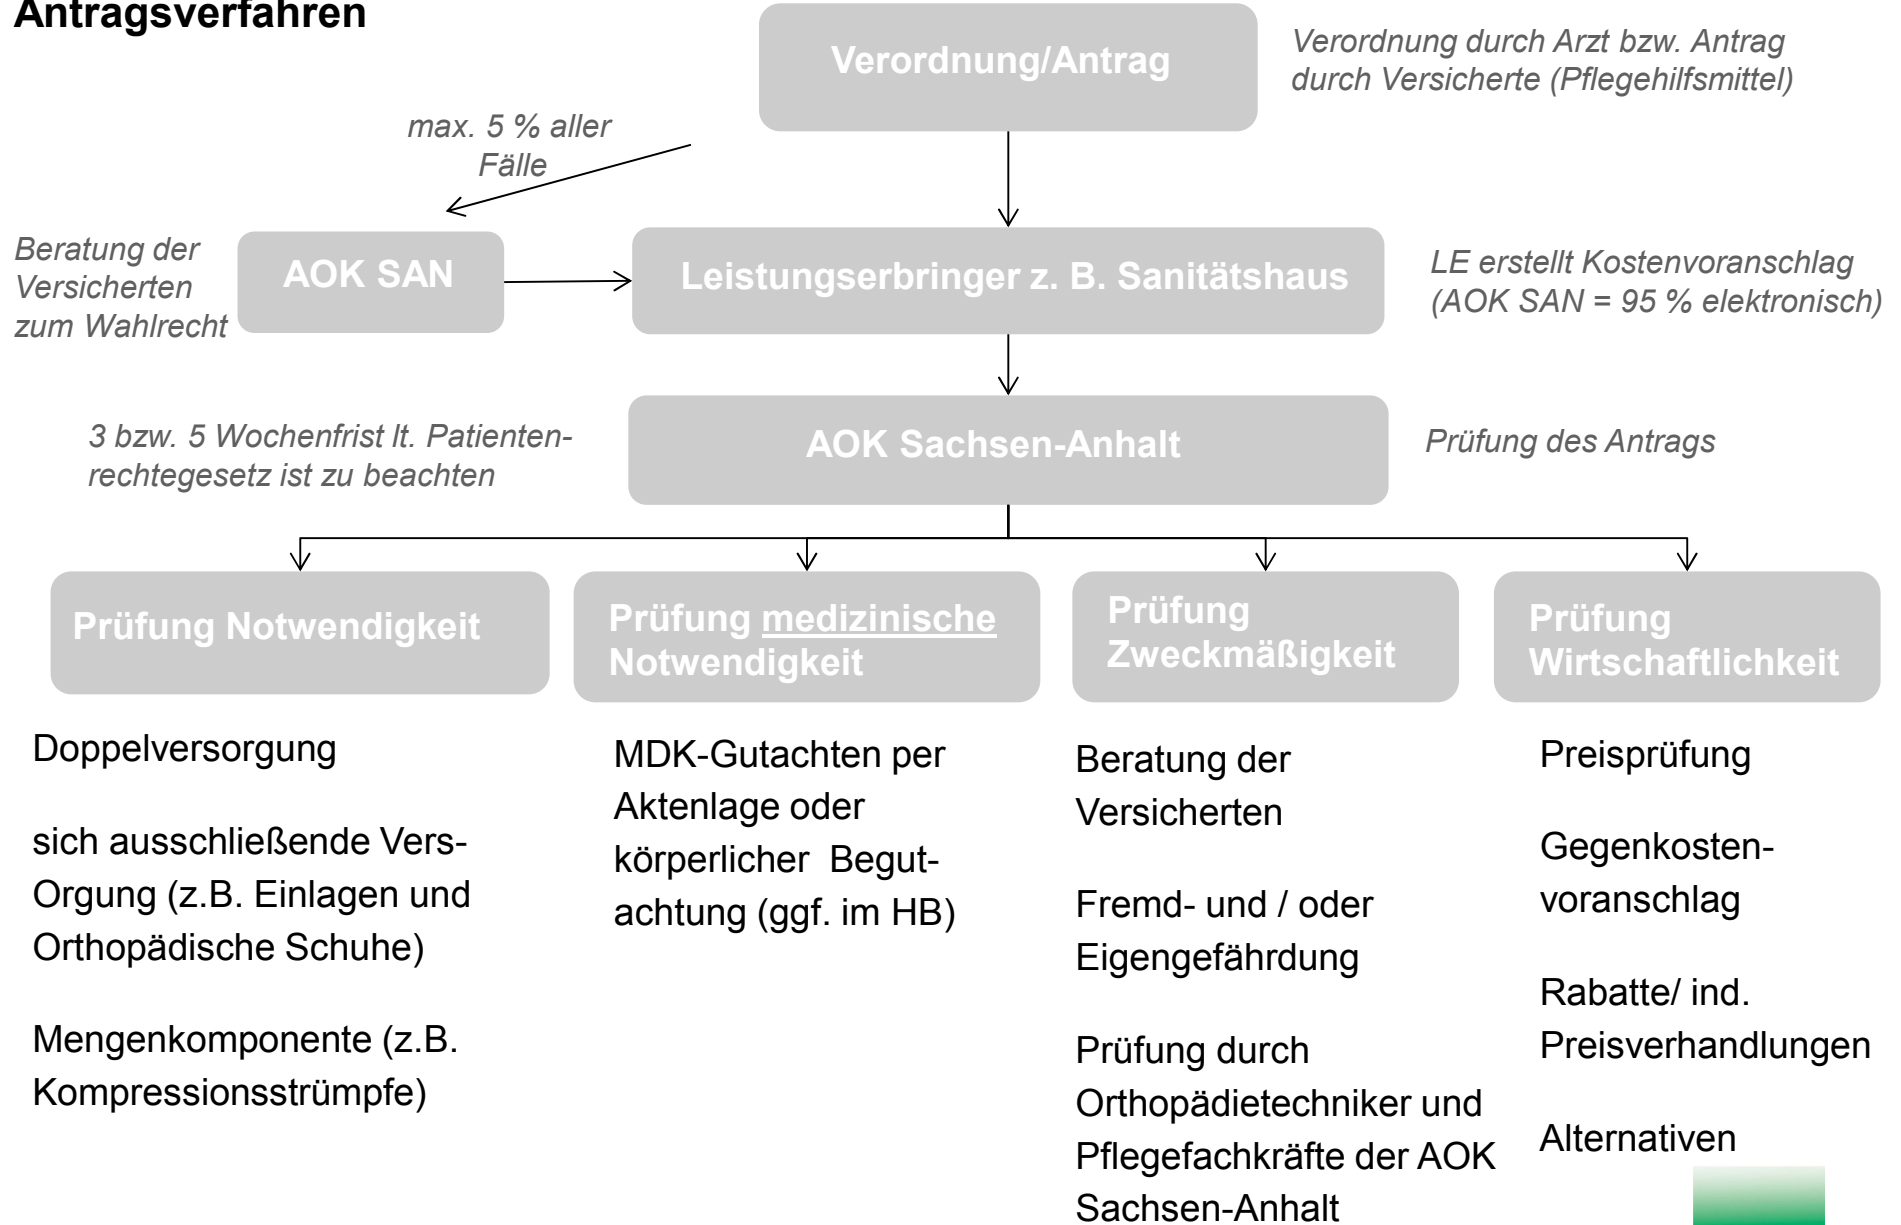 Antragsverfahren
Verordnung/Antrag
Verordnung durch Arzt bzw. Antrag
durch Versicherte (Pflegehilfsmittel)
max. 5 % aller
Fälle
Beratung der
Versicherten
zum Wahlrecht
AOK SAN
Leistungserbringer z. B. Sanitätshaus
LE erstellt Kostenvoranschlag
(AOK SAN = 95 % elektronisch)
3 bzw. 5 Wochenfrist lt. Patienten-
rechtegesetz ist zu beachten
AOK Sachsen-Anhalt
Prüfung des Antrags
Prüfung Notwendigkeit
Prüfung medizinische
Notwendigkeit
Prüfung
Zweckmäßigkeit
Prüfung
Wirtschaftlichkeit
Doppelversorgung
sich ausschließende Vers-
Orgung (z.B. Einlagen und
Orthopädische Schuhe)
Mengenkomponente (z.B.
Kompressionsstrümpfe)
MDK-Gutachten per
Aktenlage oder
körperlicher Begut-
achtung (ggf. im HB)
Beratung der
Versicherten
Fremd- und / oder
Eigengefährdung
Prüfung durch
Orthopädietechniker und
Pflegefachkräfte der AOK
Sachsen-Anhalt
Preisprüfung
Gegenkosten-
voranschlag
Rabatte/ ind.
Preisverhandlungen
Alternativen